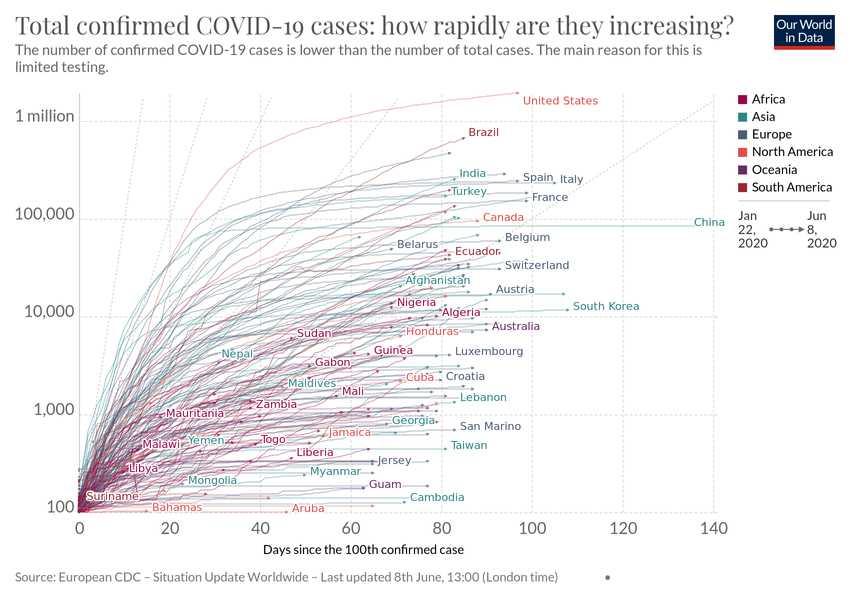 Total confirmed COVID-19 cases: how rapidly are they increasing?
The number of confirmed COVID-19 cases is lower than the number of total cases. The main reason for this is
limited testing.
Our World
in Data
1 million
100,000
10,000
1,000
100
0
20
40
60
80
100
120
140
Days since the 100th confirmed case
United States
Brazil
India
Spain
Italy
Turkey
France
Canada
China
Belarus
Belgium
Ecuador
Switzerland
Afghanistan
Austria
Nigeria
South Korea
Algeria
Sudan
Honduras
Australia
Nepal
Guinea
Luxembourg
Gabon
Maldives
Cuba
Croatia
Mali
Lebanon
Zambia
Mauritania
Georgia
San Marino
Jamaica
Malawi
Yemen
Togo
Taiwan
Liberia
Jersey
Libya
Myanmar
Mongolia
Guam
Suriname
Cambodia
Bahamas
Aruba
Africa
Asia
Europe
North America
Oceania
South America
Jan
22,
2020
Jun
8,
2020
Source: European CDC – Situation Update Worldwide – Last updated 8th June, 13:00 (London time)